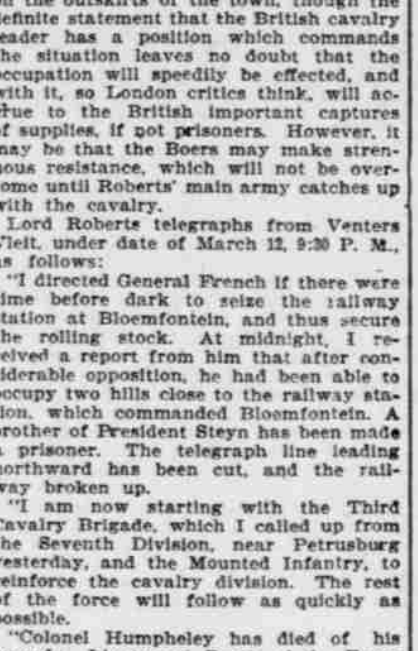 on the outskirts of the town, though the
definite statement that the British cavalry
leader has a position which commands
the situation leaves no doubt that the
occupation will speedily be effected, and
with it, so London critics think, will ac-
crue to the British important captures
of supplies, if not prisoners. However, it
may be that the Boers may make stren-
uous resistance, which will not be over-
come until Roberts' main army catches up
with the cavalry.
Lord Roberts telegraphs from Venters
Vleit, under date of March 12, 9:30 P. M.,
as follows:
"I directed General French if there were
time before dark to seize the railway
station at Bloemfontein, and thus secure
the rolling stock. At midnight, I re-
ceived a report from him that after con-
siderable opposition, he had been able to
occupy two hills close to the railway sta-
tion, which commanded Bloemfontein. A
brother of President Steyn has been made
a prisoner. The telegraph line leading
northward has been cut, and the rail-
way broken up.
"I am now starting with the Third
Cavalry Brigade, which I called up from
the Seventh Division, near Petrusburg
yesterday, and the Mounted Infantry, to
reinforce the cavalry division. The rest
of the force will follow as quickly as
possible.
"Colonel Humpheley has died of his